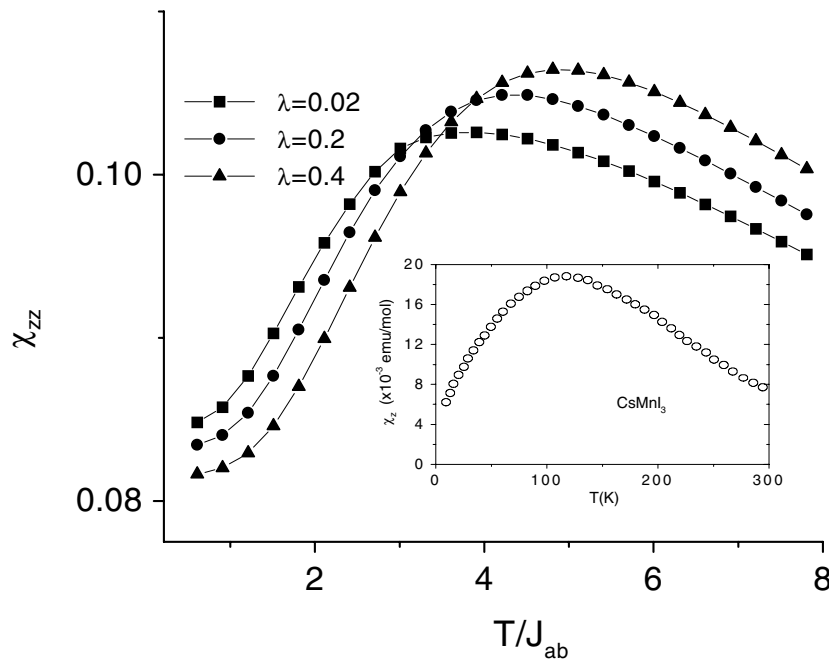 λ=0.02
λ=0.2
λ=0.4
0.10
0.08
χzz
2
4
6
8
T/Jab
20
16
12
8
4
0
χz (x10-3 emu/mol)
CsMnI3
0
100
200
300
T(K)